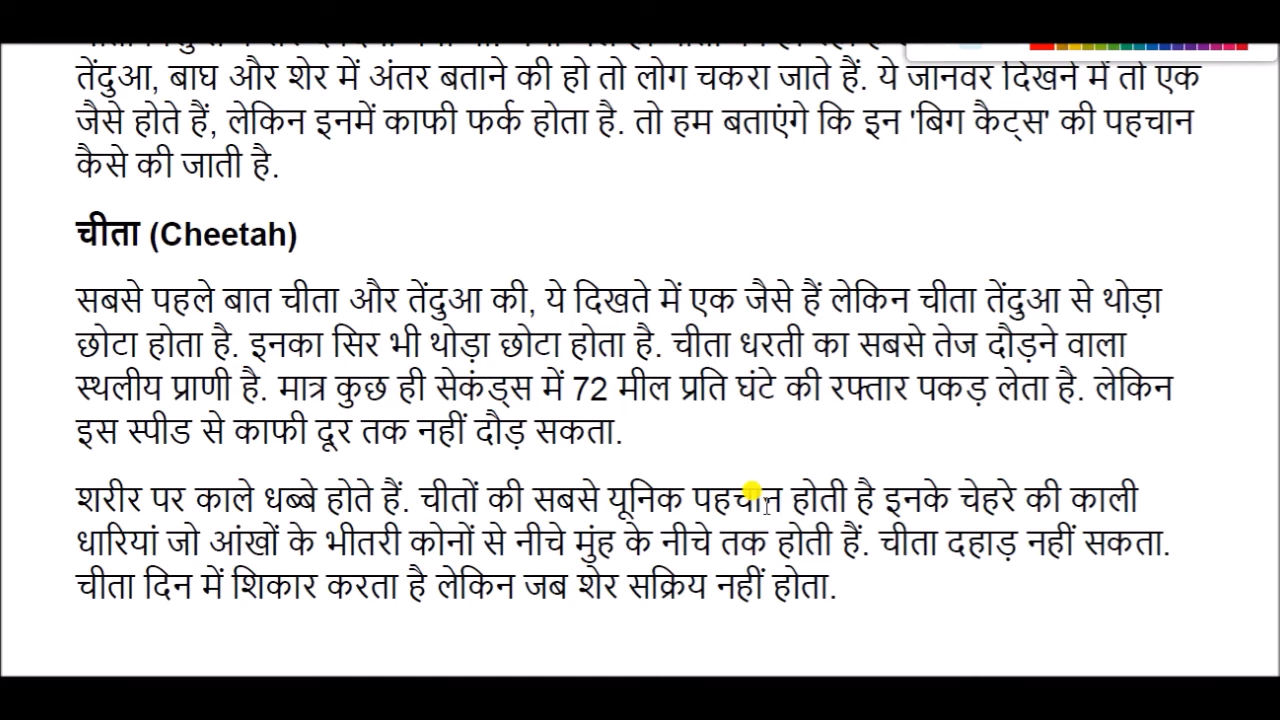 तेंदुआ, बाघ और शेर में अंतर बताने की हो तो लोग चकरा जाते हैं. ये जानवर दिखने में तो एक
जैसे होते हैं, लेकिन इनमें काफी फर्क होता है. तो हम बताएंगे कि इन 'बिग कैट्स' की पहचान
कैसे की जाती है.
चीता (Cheetah)
सबसे पहले बात चीता और तेंदुआ की, ये दिखते में एक जैसे हैं लेकिन चीता तेंदुआ से थोड़ा
छोटा होता है. इनका सिर भी थोड़ा छोटा होता है. चीता धरती का सबसे तेज दौड़ने वाला
स्थलीय प्राणी है. मात्र कुछ ही सेकंड्स में 72 मील प्रति घंटे की रफ्तार पकड़ लेता है. लेकिन
इस स्पीड से काफी दूर तक नहीं दौड़ सकता.
शरीर पर काले धब्बे होते हैं. चीतों की सबसे यूनिक पहचान होती है इनके चेहरे की काली
धारियां जो आंखों के भीतरी कोनों से नीचे मुंह के नीचे तक होती हैं. चीता दहाड़ नहीं सकता.
चीता दिन में शिकार करता है लेकिन जब शेर सक्रिय नहीं होता.